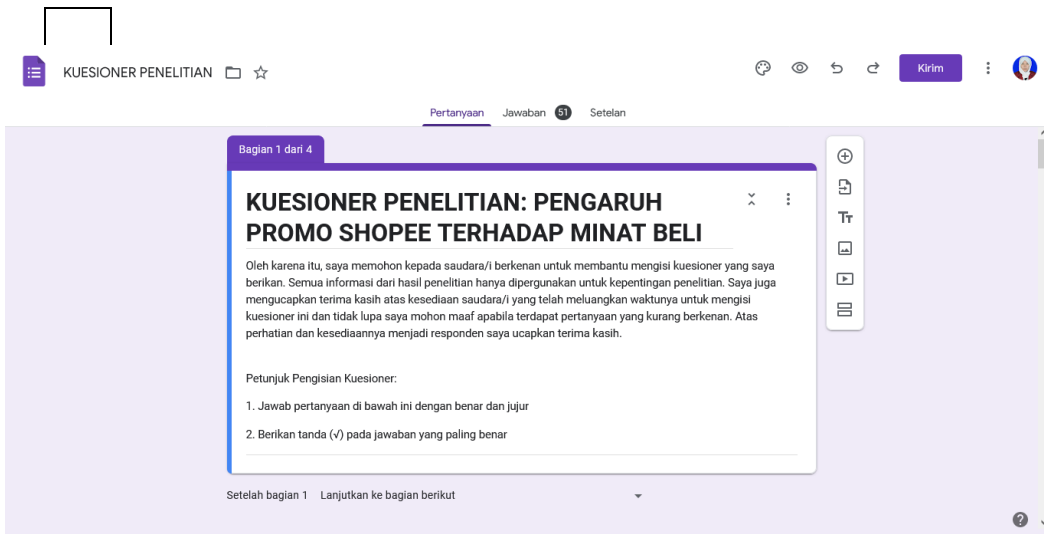 KUESIONER PENELITIAN
Kirim
Pertanyaan Jawaban 51 Setelan
Bagian 1 dari 4
KUESIONER PENELITIAN: PENGARUH
PROMO SHOPEE TERHADAP MINAT BELI
Oleh karena itu, saya memohon kepada saudara/i berkenan untuk membantu mengisi kuesioner yang saya
berikan. Semua informasi dari hasil penelitian hanya dipergunakan untuk kepentingan penelitian. Saya juga
mengucapkan terima kasih atas kesediaan saudara/i yang telah meluangkan waktunya untuk mengisi
kuesioner ini dan tidak lupa saya mohon maaf apabila terdapat pertanyaan yang kurang berkenan. Atas
perhatian dan kesediaannya menjadi responden saya ucapkan terima kasih.
Petunjuk Pengisian Kuesioner:
1. Jawab pertanyaan di bawah ini dengan benar dan jujur
2. Berikan tanda (√) pada jawaban yang paling benar
Setelah bagian 1 Lanjutkan ke bagian berikut